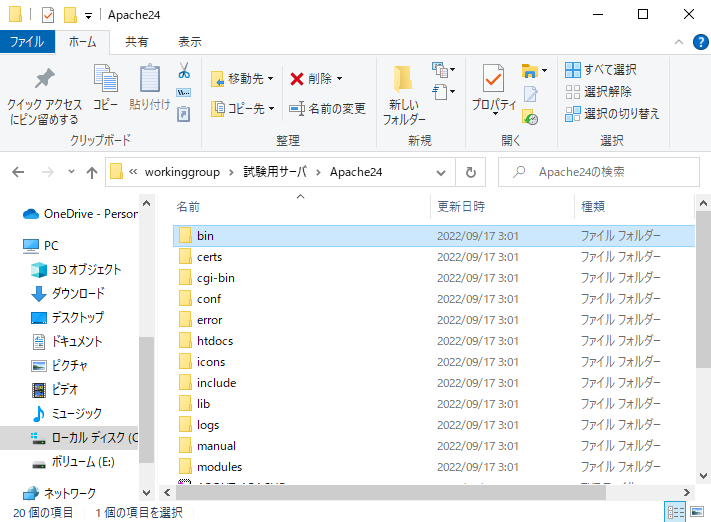 Apache24
ファイル ホーム 共有 表示
クイック アクセス
にピン留めする
コピー
貼り付け
移動先
コピー先
削除
名前の変更
新しい
フォルダー
プロパティ
すべて選択
選択解除
選択の切り替え
クリップボード 整理 新規 開く 選択
workinggroup 試験用サーバ Apache24
Apache24の検索
OneDrive - Person
PC
3D オブジェクト
ダウンロード
デスクトップ
ドキュメント
ピクチャ
ビデオ
ミュージック
ローカル ディスク (C
ボリューム (E:)
ネットワーク
名前 更新日時 種類
bin 2022/09/17 3:01 ファイル フォルダー
certs 2022/09/17 3:01 ファイル フォルダー
cgi-bin 2022/09/17 3:01 ファイル フォルダー
conf 2022/09/17 3:01 ファイル フォルダー
error 2022/09/17 3:01 ファイル フォルダー
htdocs 2022/09/17 3:01 ファイル フォルダー
icons 2022/09/17 3:01 ファイル フォルダー
include 2022/09/17 3:01 ファイル フォルダー
lib 2022/09/17 3:01 ファイル フォルダー
logs 2022/09/17 3:01 ファイル フォルダー
manual 2022/09/17 3:01 ファイル フォルダー
modules 2022/09/17 3:01 ファイル フォルダー
20 個の項目 1 個の項目を選択